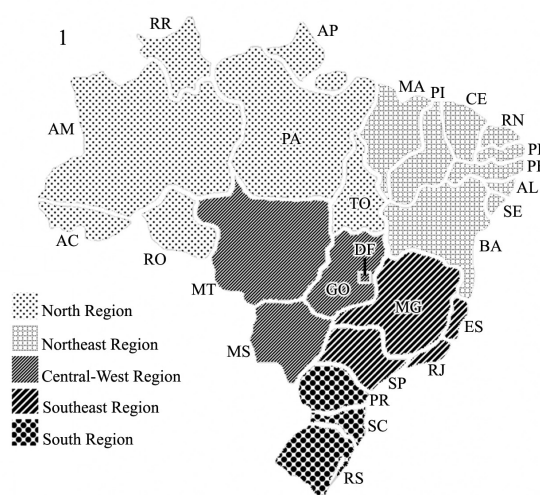 1
RR
AP
AM
PA
MA
PI
CE
RN
AL
SE
TO
BA
AC
RO
DF
MT
GO
MG
ES
MS
SP
RJ
PR
SC
RS
North Region
Northeast Region
Central-West Region
Southeast Region
South Region